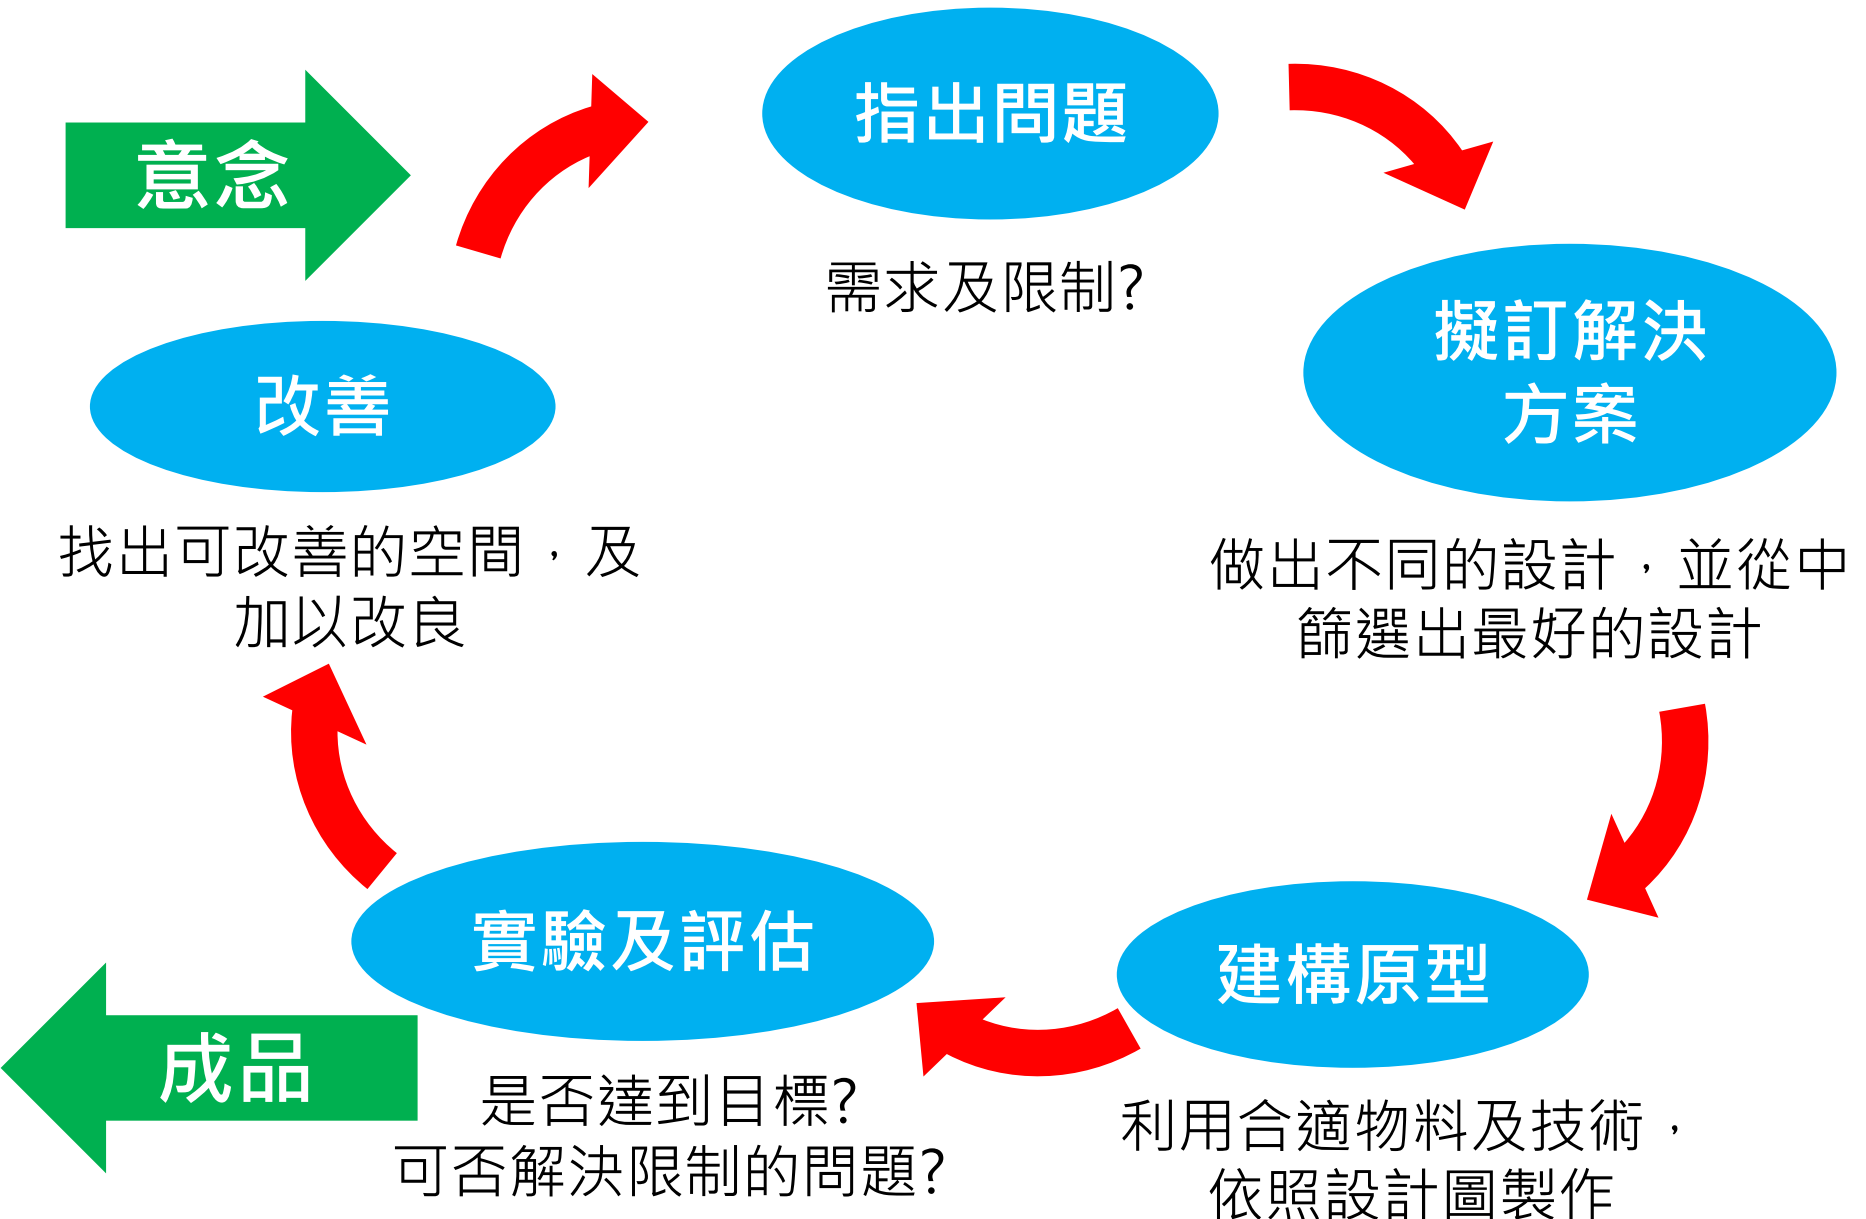 意念
指出問題
需求及限制?
擬訂解決
方案
做出不同的設計，並從中
篩選出最好的設計
建構原型
利用合適物料及技術，
依照設計圖製作
實驗及評估
是否達到目標?
可否解決限制的問題?
成品
改善
找出可改善的空間，及
加以改良